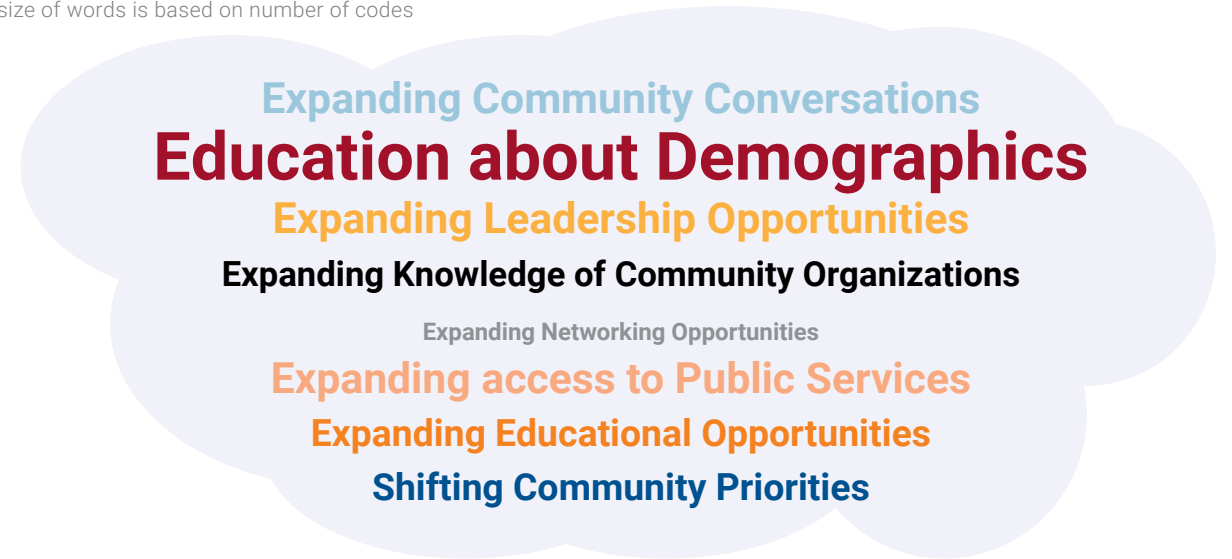 size of words is based on number of codes
Expanding Community Conversations
Education about Demographics
Expanding Leadership Opportunities
Expanding Knowledge of Community Organizations
Expanding Networking Opportunities
Expanding access to Public Services
Expanding Educational Opportunities
Shifting Community Priorities